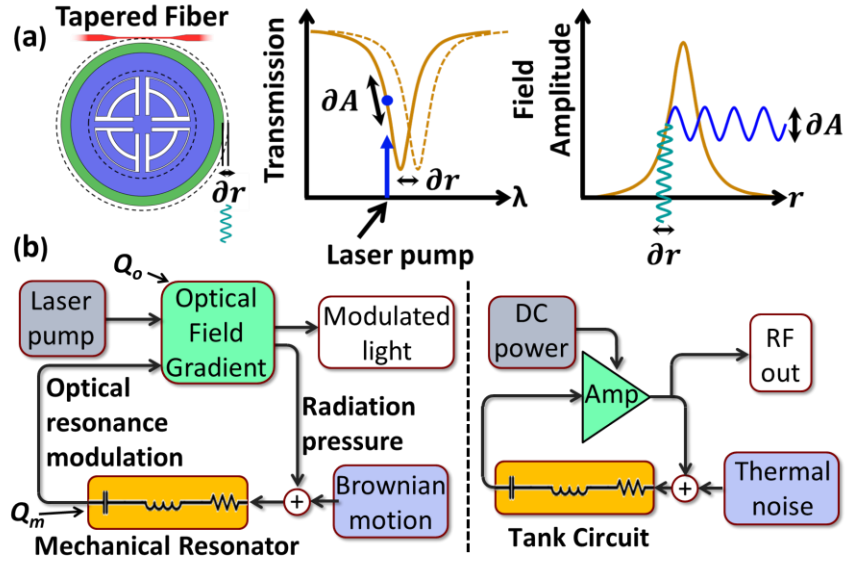 (a)
Tapered Fiber
∂r
Transmission
∂A
∂r
λ
Laser pump
Field
Amplitude
∂A
r
∂r
(b)
Qo
Laser
pump
Optical
Field
Gradient
Modulated
light
Optical
resonance
modulation
Radiation
pressure
Qm
+
Brownian
motion
Mechanical Resonator
DC
power
Amp
RF
out
+
Thermal
noise
Tank Circuit